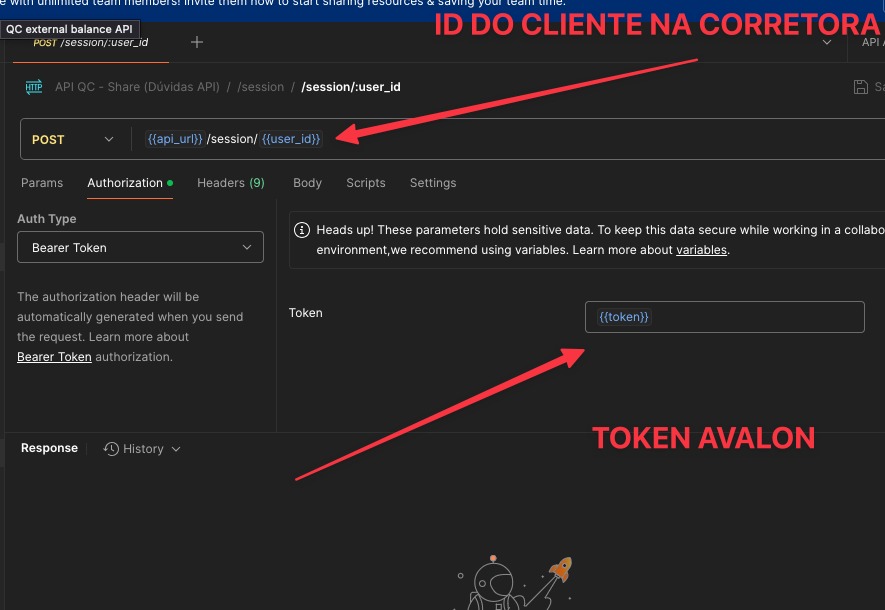 e with unlimited team members! Invite them now to start sharing resources & saving your team time.
QC external balance API
ID DO CLIENTE NA CORRETORA
POST /session/:user_id
+
API
HTTP API QC - Share (Dúvidas API) / /session / /session/:user_id
Sa
POST {{api_url}} /session/ {{user_id}}
Params Authorization Headers (9) Body Scripts Settings
Auth Type
Bearer Token
The authorization header will be
automatically generated when you send
the request. Learn more about
Bearer Token authorization.
Heads up! These parameters hold sensitive data. To keep this data secure while working in a collabo
environment,we recommend using variables. Learn more about variables.
Token {{token}}
TOKEN AVALON
Response History